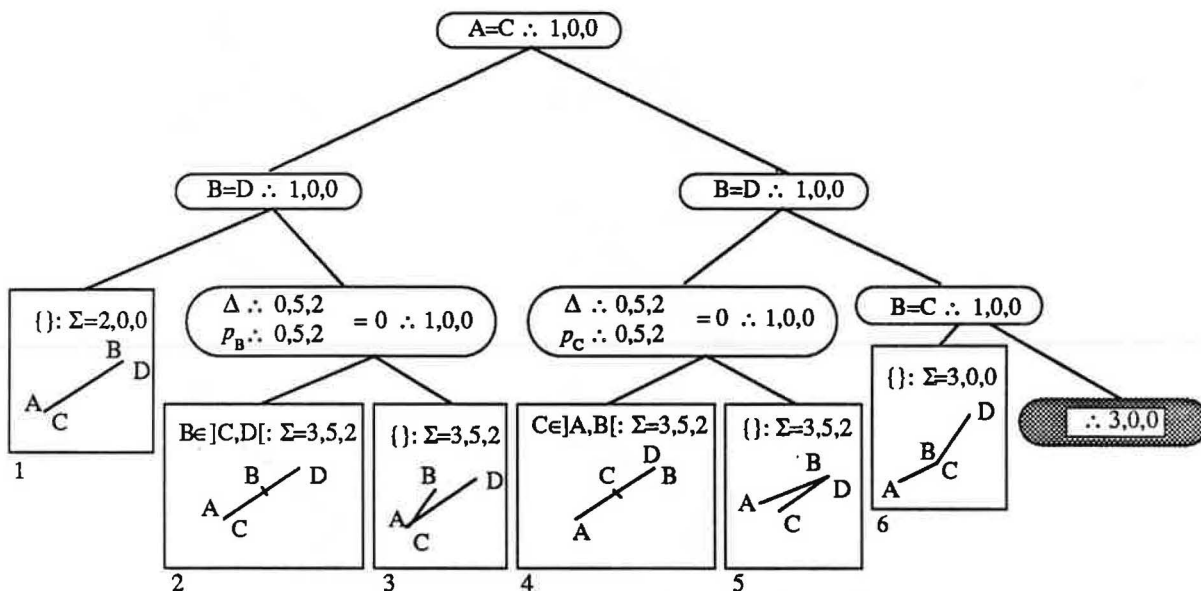 A=C ∴ 1,0,0
B=D ∴ 1,0,0
B=D ∴ 1,0,0
{}: Σ=2,0,0
B
D
A
C
1
Δ ∴ 0,5,2
p_B ∴ 0,5,2
= 0 ∴ 1,0,0
Δ ∴ 0,5,2
p_C ∴ 0,5,2
= 0 ∴ 1,0,0
B=C ∴ 1,0,0
B∈]C,D[: Σ=3,5,2
B
D
A
C
2
{}: Σ=3,5,2
B
D
A
C
3
C∈]A,B[: Σ=3,5,2
D
C
B
A
4
{}: Σ=3,5,2
B
D
A
C
5
{}: Σ=3,0,0
D
B
C
A
6
∴ 3,0,0